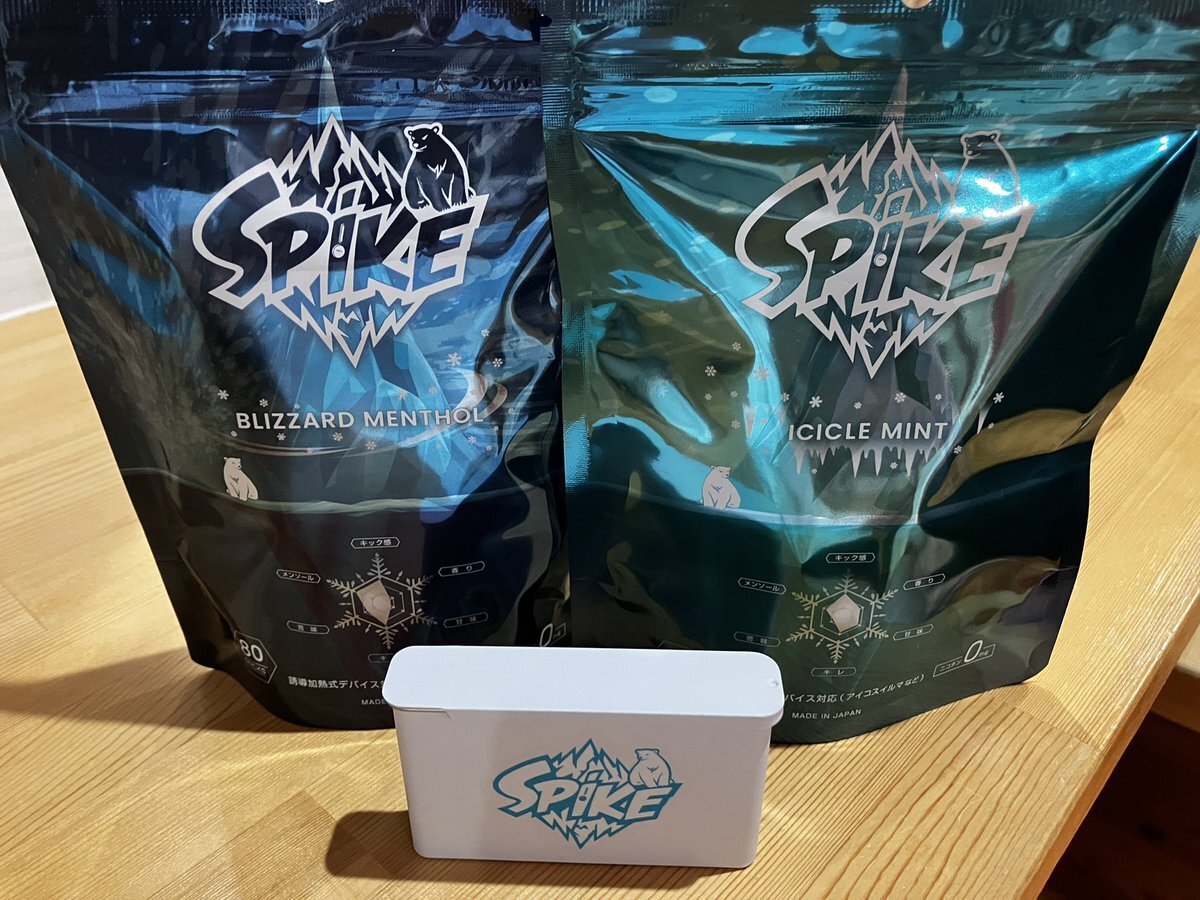 SPIKE
BLIZZARD MENTHOL
キック感
メンソール
香り
苦味
甘味
80
誘導加熱式デバイス
MADE
SPIKE
ICICLE MINT
キック感
メンソール
香り
苦味
甘味
キレ
ニコチン 0mg
バイス対応(アイコスイルマなど)
MADE IN JAPAN
SPIKE